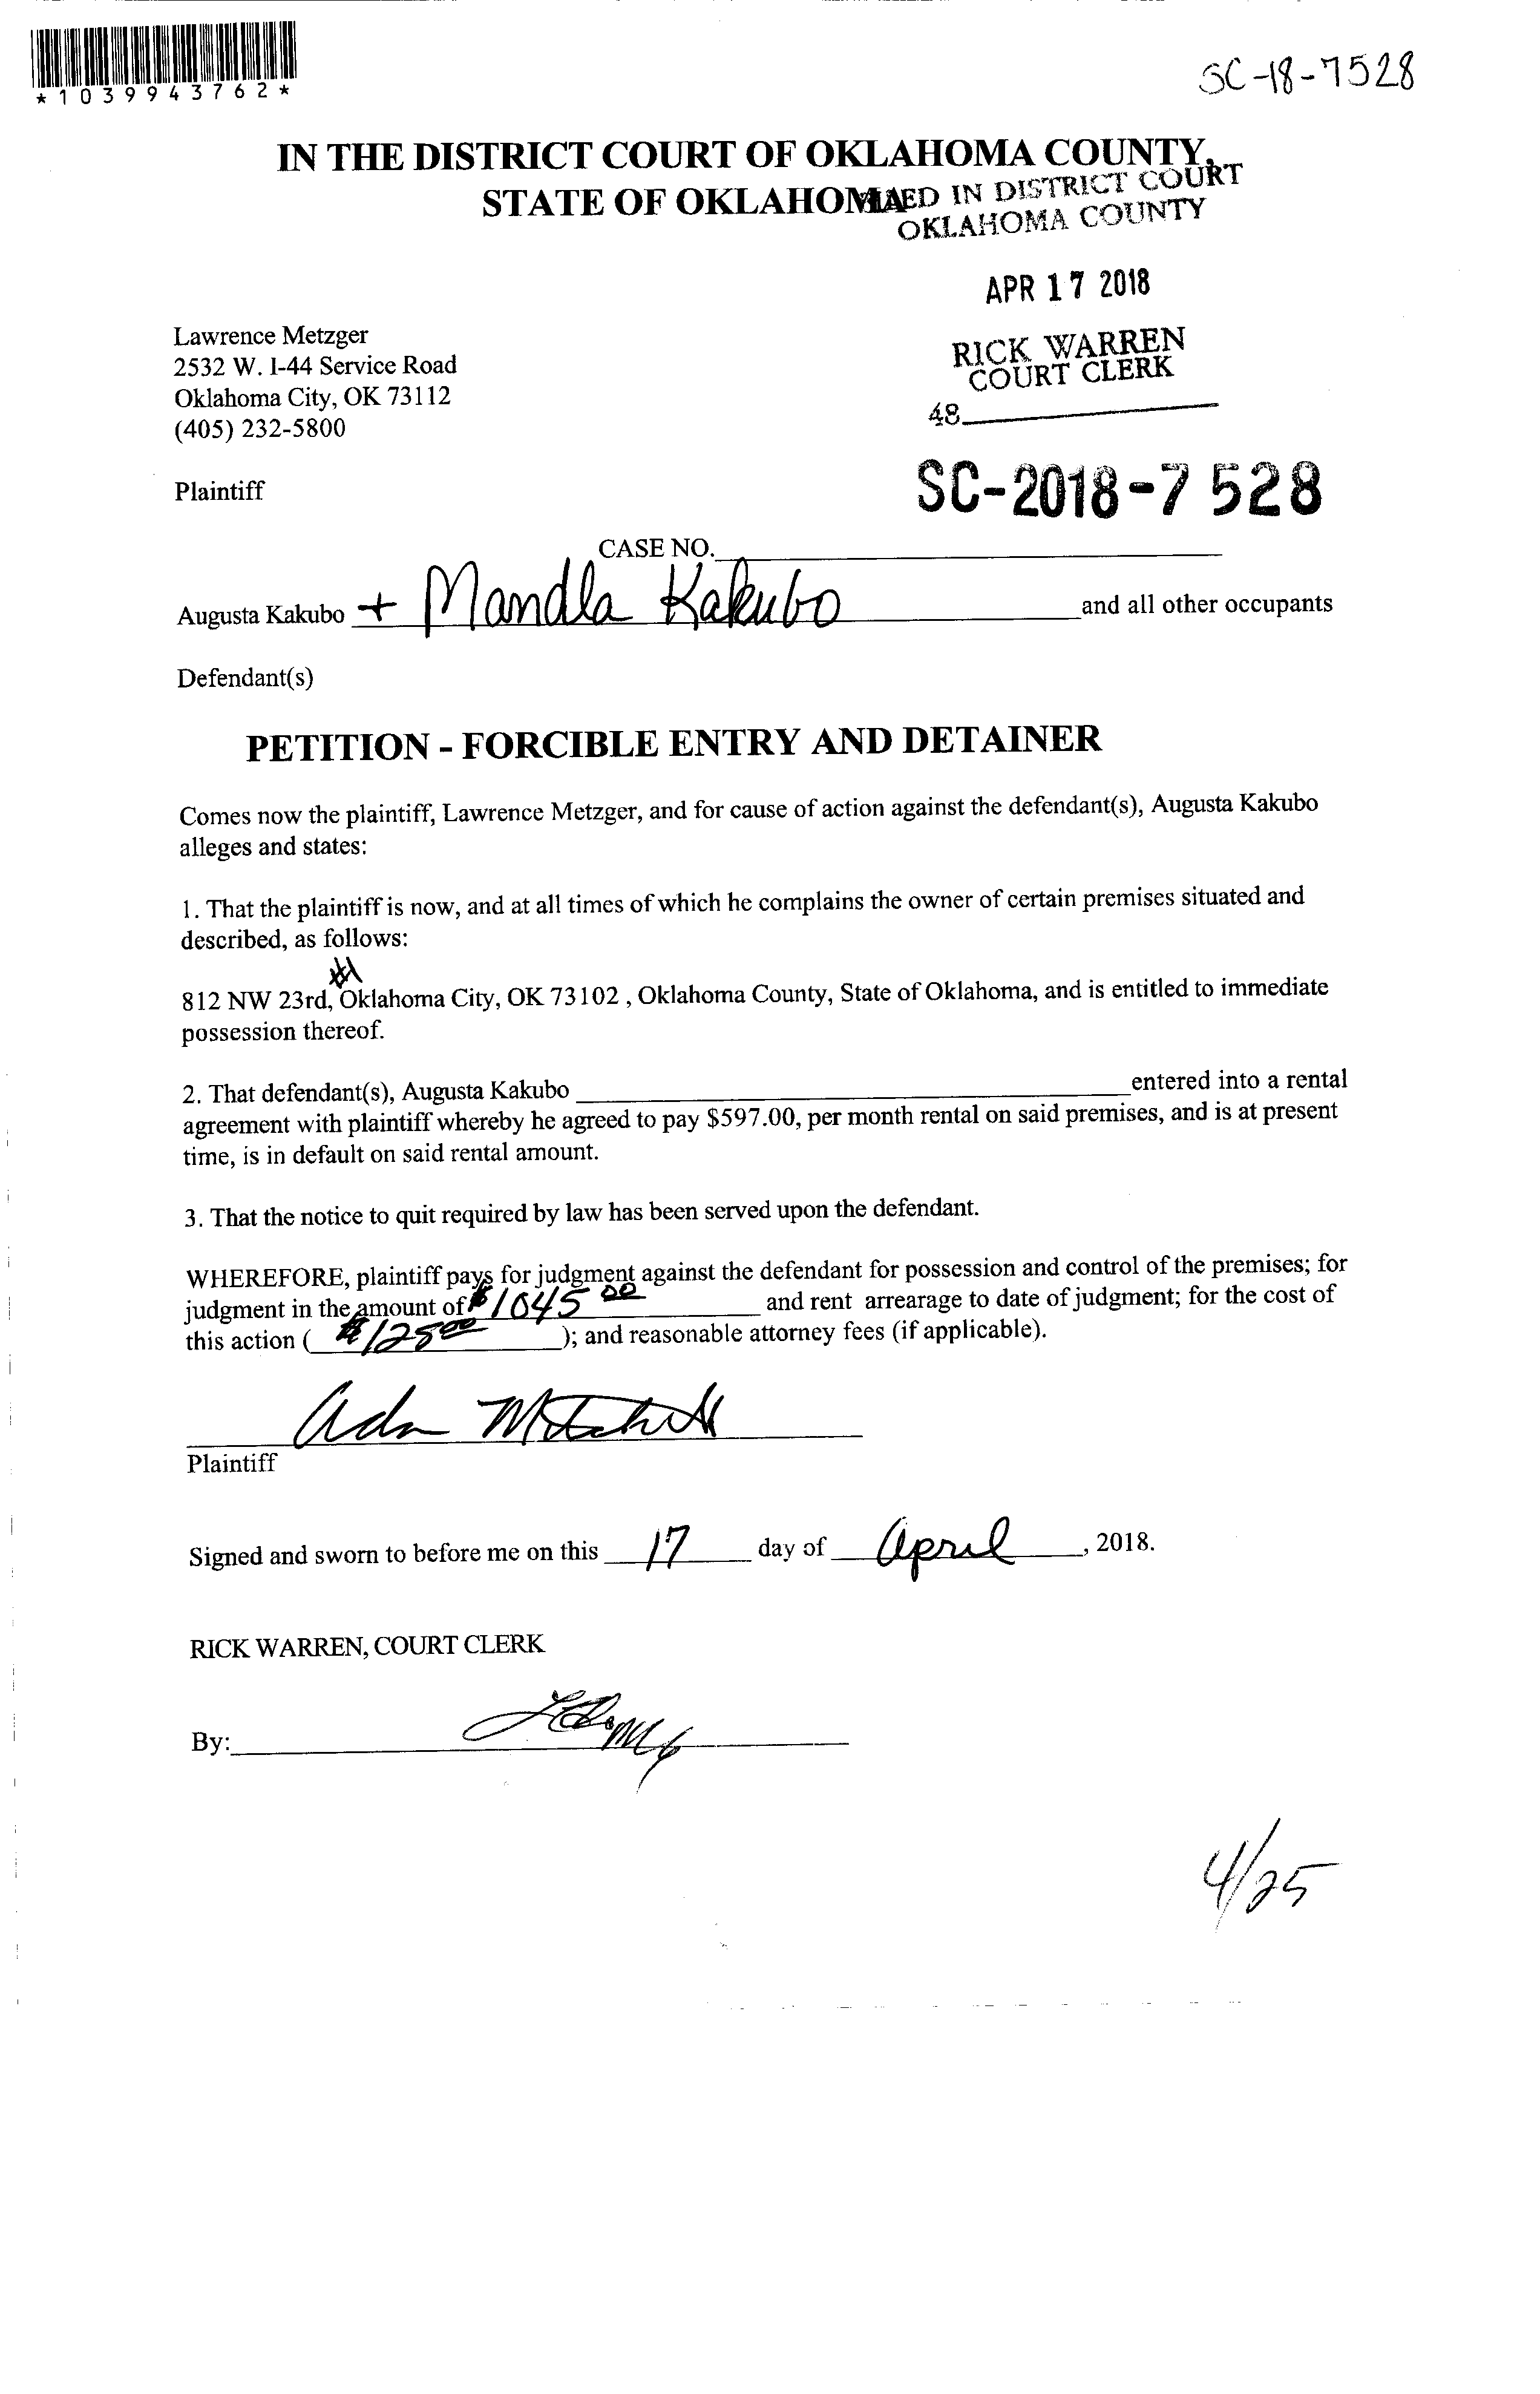 *1039943762*
SC-18-7528
IN THE DISTRICT COURT OF OKLAHOMA COUNTY,
STATE OF OKLAHOMA
ED IN DISTRICT COURT
OKLAHOMA COUNTY
APR 17 2018
Lawrence Metzger
2532 W. I-44 Service Road
Oklahoma City, OK 73112
(405) 232-5800
RICK WARREN
COURT CLERK
48
Plaintiff
SC-2018-7528
CASE NO.
Augusta Kakubo + Mandla Kakubo and all other occupants
Defendant(s)
PETITION - FORCIBLE ENTRY AND DETAINER
Comes now the plaintiff, Lawrence Metzger, and for cause of action against the defendant(s), Augusta Kakubo
alleges and states:
1. That the plaintiff is now, and at all times of which he complains the owner of certain premises situated and
described, as follows:
812 NW 23rd, Oklahoma City, OK 73102 , Oklahoma County, State of Oklahoma, and is entitled to immediate
possession thereof.
2. That defendant(s), Augusta Kakubo entered into a rental
agreement with plaintiff whereby he agreed to pay $597.00, per month rental on said premises, and is at present
time, is in default on said rental amount.
3. That the notice to quit required by law has been served upon the defendant.
WHEREFORE, plaintiff pays for judgment against the defendant for possession and control of the premises; for
judgment in the amount of $1045 00 and rent arrearage to date of judgment; for the cost of
this action ( $125 00 ); and reasonable attorney fees (if applicable).
Plaintiff
Signed and sworn to before me on this 17 day of April , 2018.
RICK WARREN, COURT CLERK
By:
4/25